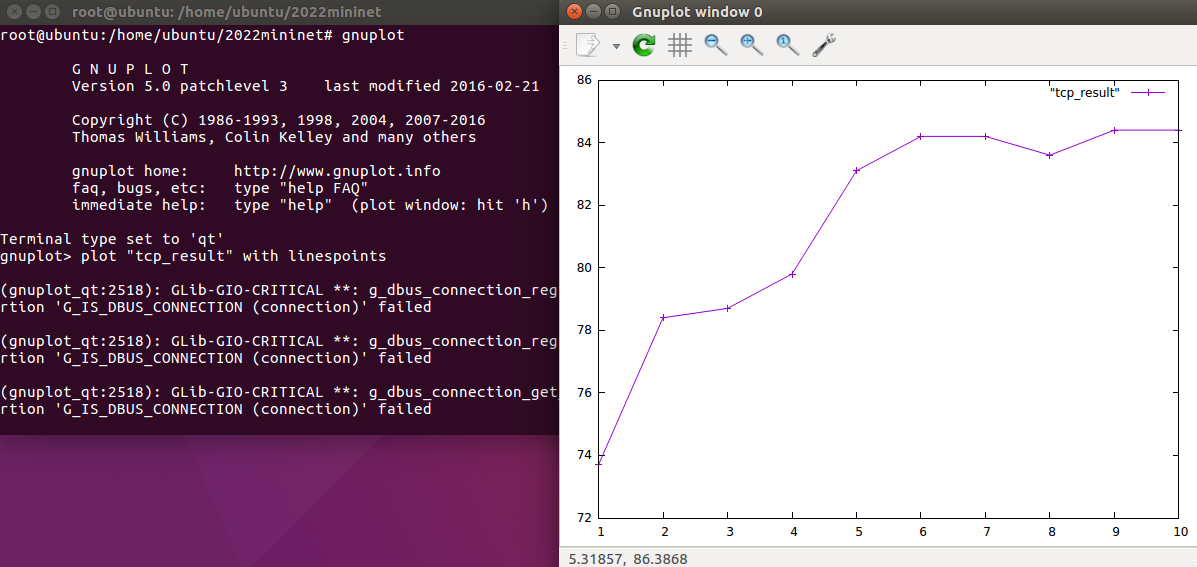 root@ubuntu: /home/ubuntu/2022mininet
root@ubuntu:/home/ubuntu/2022mininet# gnuplot
G N U P L O T
Version 5.0 patchlevel 3    last modified 2016-02-21
Copyright (C) 1986-1993, 1998, 2004, 2007-2016
Thomas Williams, Colin Kelley and many others
gnuplot home:     http://www.gnuplot.info
faq, bugs, etc:   type "help FAQ"
immediate help:   type "help"  (plot window: hit 'h')
Terminal type set to 'qt'
gnuplot> plot "tcp_result" with linespoints
(gnuplot_qt:2518): GLib-GIO-CRITICAL **: g_dbus_connection_reg
rtion 'G_IS_DBUS_CONNECTION (connection)' failed
(gnuplot_qt:2518): GLib-GIO-CRITICAL **: g_dbus_connection_reg
rtion 'G_IS_DBUS_CONNECTION (connection)' failed
(gnuplot_qt:2518): GLib-GIO-CRITICAL **: g_dbus_connection_get_
rtion 'G_IS_DBUS_CONNECTION (connection)' failed
Gnuplot window 0
"tcp_result"
86
84
82
80
78
76
74
72
1 2 3 4 5 6 7 8 9 10
5.31857, 86.3868